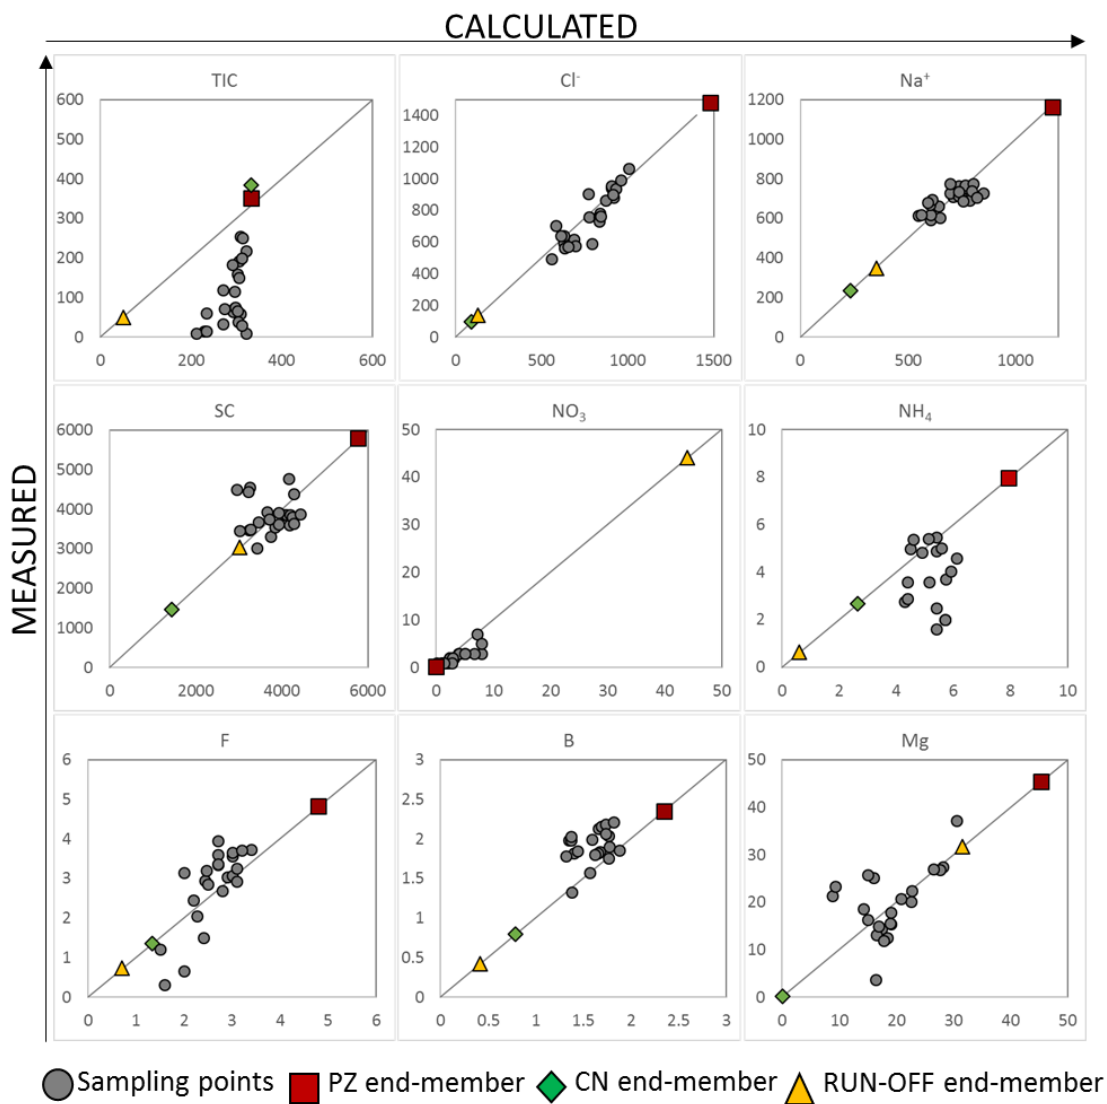 CALCULATED
MEASURED
TIC
600
500
400
300
200
100
0
0 200 400 600
Cl-
1400
1200
1000
800
600
400
200
0
0 500 1000 1500
Na+
1200
1000
800
600
400
200
0
0 500 1000
SC
6000
5000
4000
3000
2000
1000
0
0 2000 4000 6000
NO3
50
40
30
20
10
0
0 10 20 30 40 50
NH4
10
8
6
4
2
0
0 2 4 6 8 10
F
6
5
4
3
2
1
0
0 1 2 3 4 5 6
B
3
2.5
2
1.5
1
0.5
0
0 0.5 1 1.5 2 2.5 3
Mg
50
40
30
20
10
0
0 10 20 30 40 50
Sampling points PZ end-member CN end-member RUN-OFF end-member